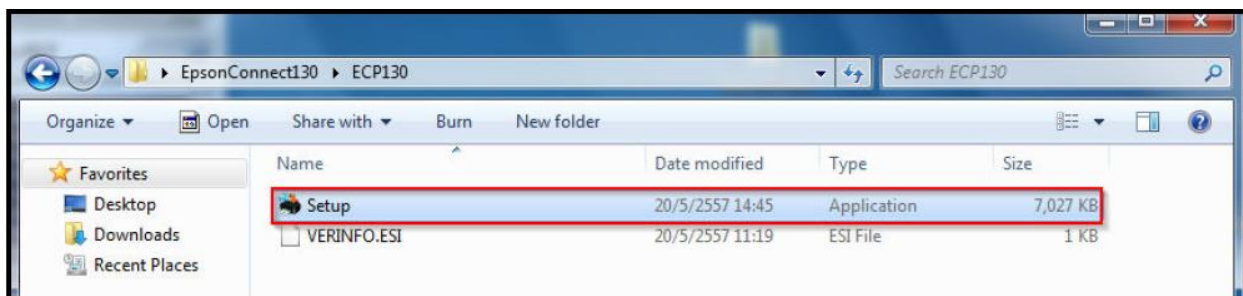 EpsonConnect130 ▸ ECP130 Search ECP130
Organize Open Share with Burn New folder
Favorites
Desktop
Downloads
Recent Places
Name Date modified Type Size
Setup 20/5/2557 14:45 Application 7,027 KB
VERINFO.ESI 20/5/2557 11:19 ESI File 1 KB